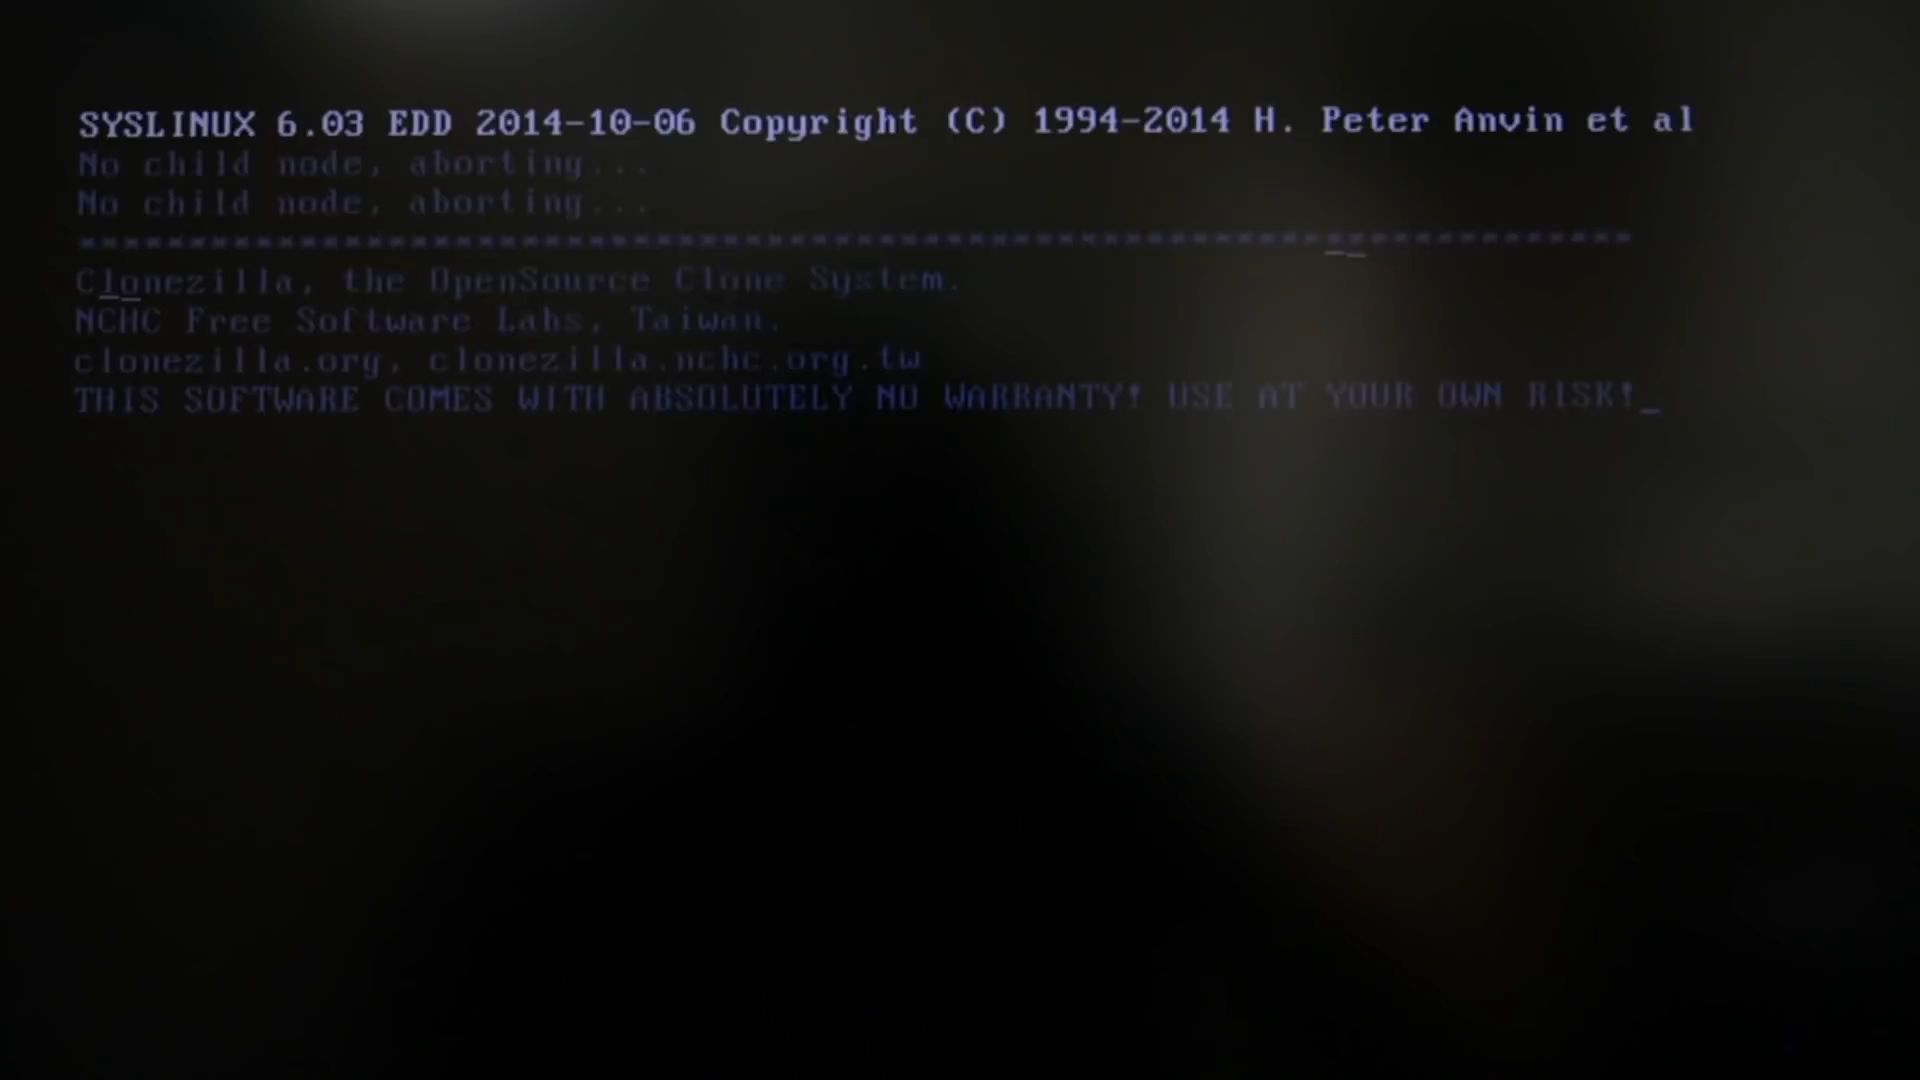 SYSLINUX 6.03 EDD 2014-10-06 Copyright (C) 1994-2014 H. Peter Anvin et al
No child node, aborting...
No child node, aborting...
**********************************************************************
Clonezilla, the OpenSource Clone System.
NCHC Free Software Labs, Taiwan.
clonezilla.org, clonezilla.nchc.org.tw
THIS SOFTWARE COMES WITH ABSOLUTELY NO WARRANTY! USE AT YOUR OWN RISK!_